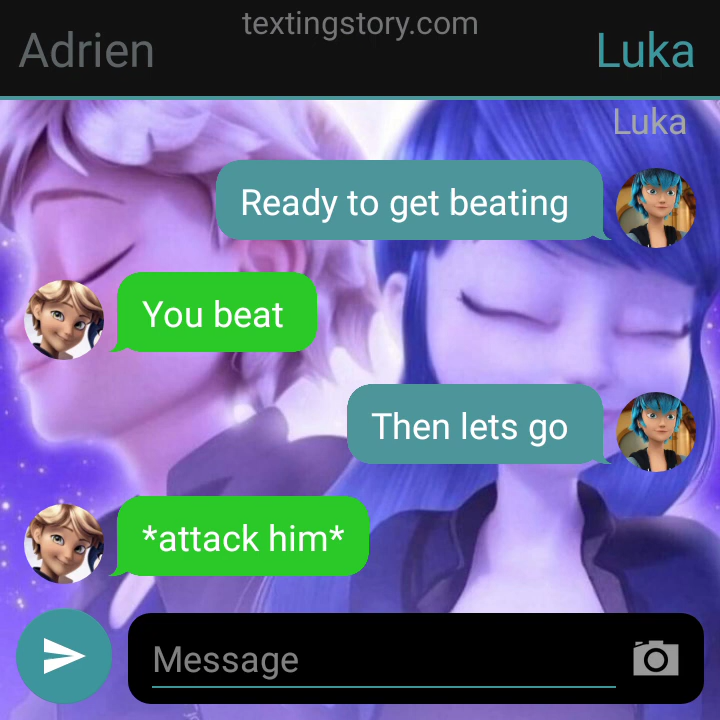 textingstory.com
Adrien
Luka
Luka
Ready to get beating
You beat
Then lets go
*attack him*
Message